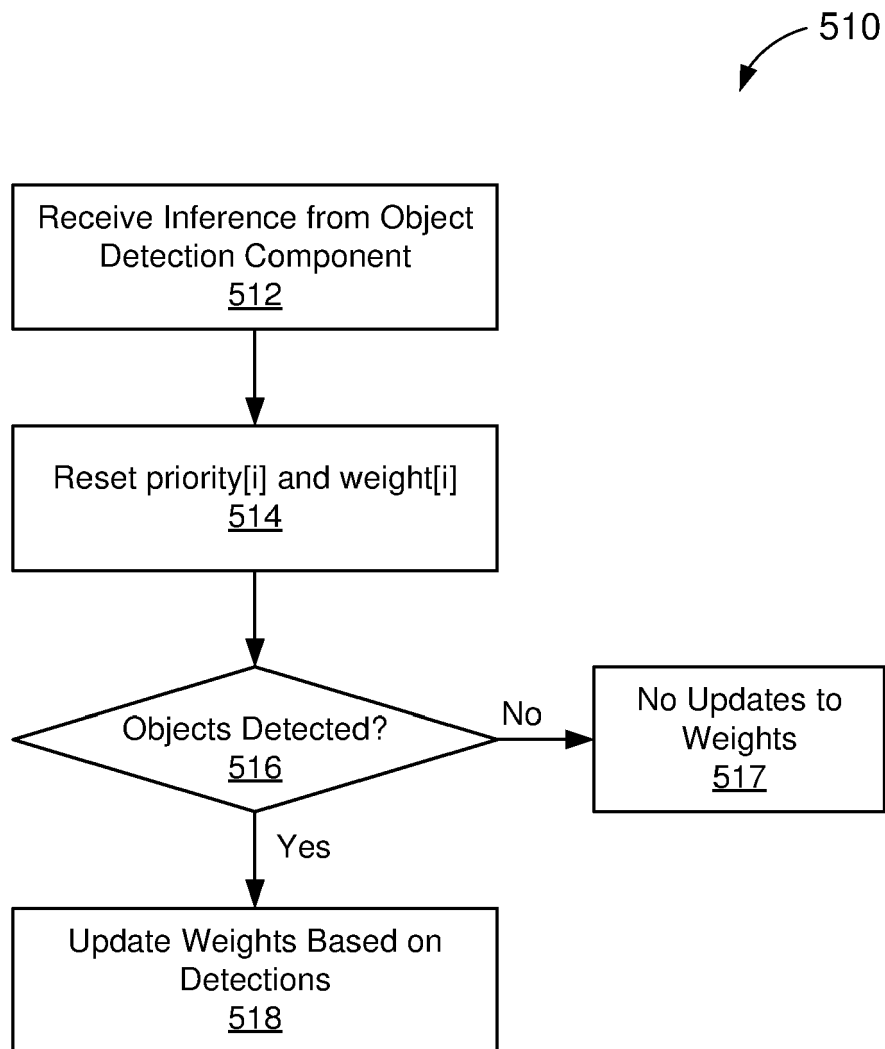 510
Receive Inference from Object
Detection Component
512
Reset priority[i] and weight[i]
514
Objects Detected?
516
No
No Updates to
Weights
517
Yes
Update Weights Based on
Detections
518